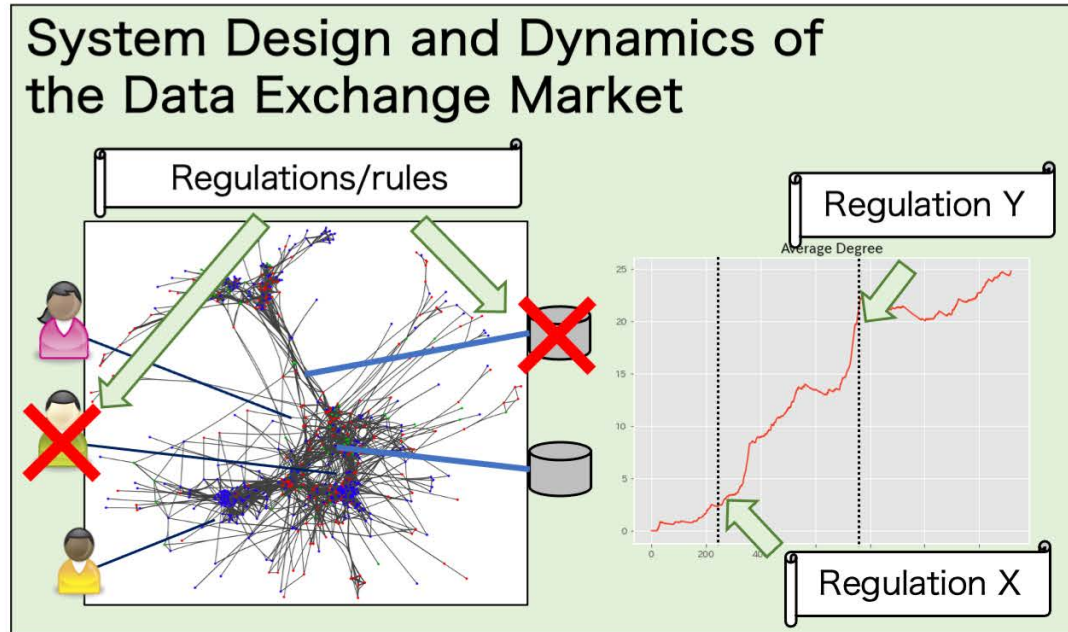 System Design and Dynamics of
the Data Exchange Market
Regulations/rules
Regulation Y
Average Degree
25
20
15
10
5
0
0
200
Regulation X